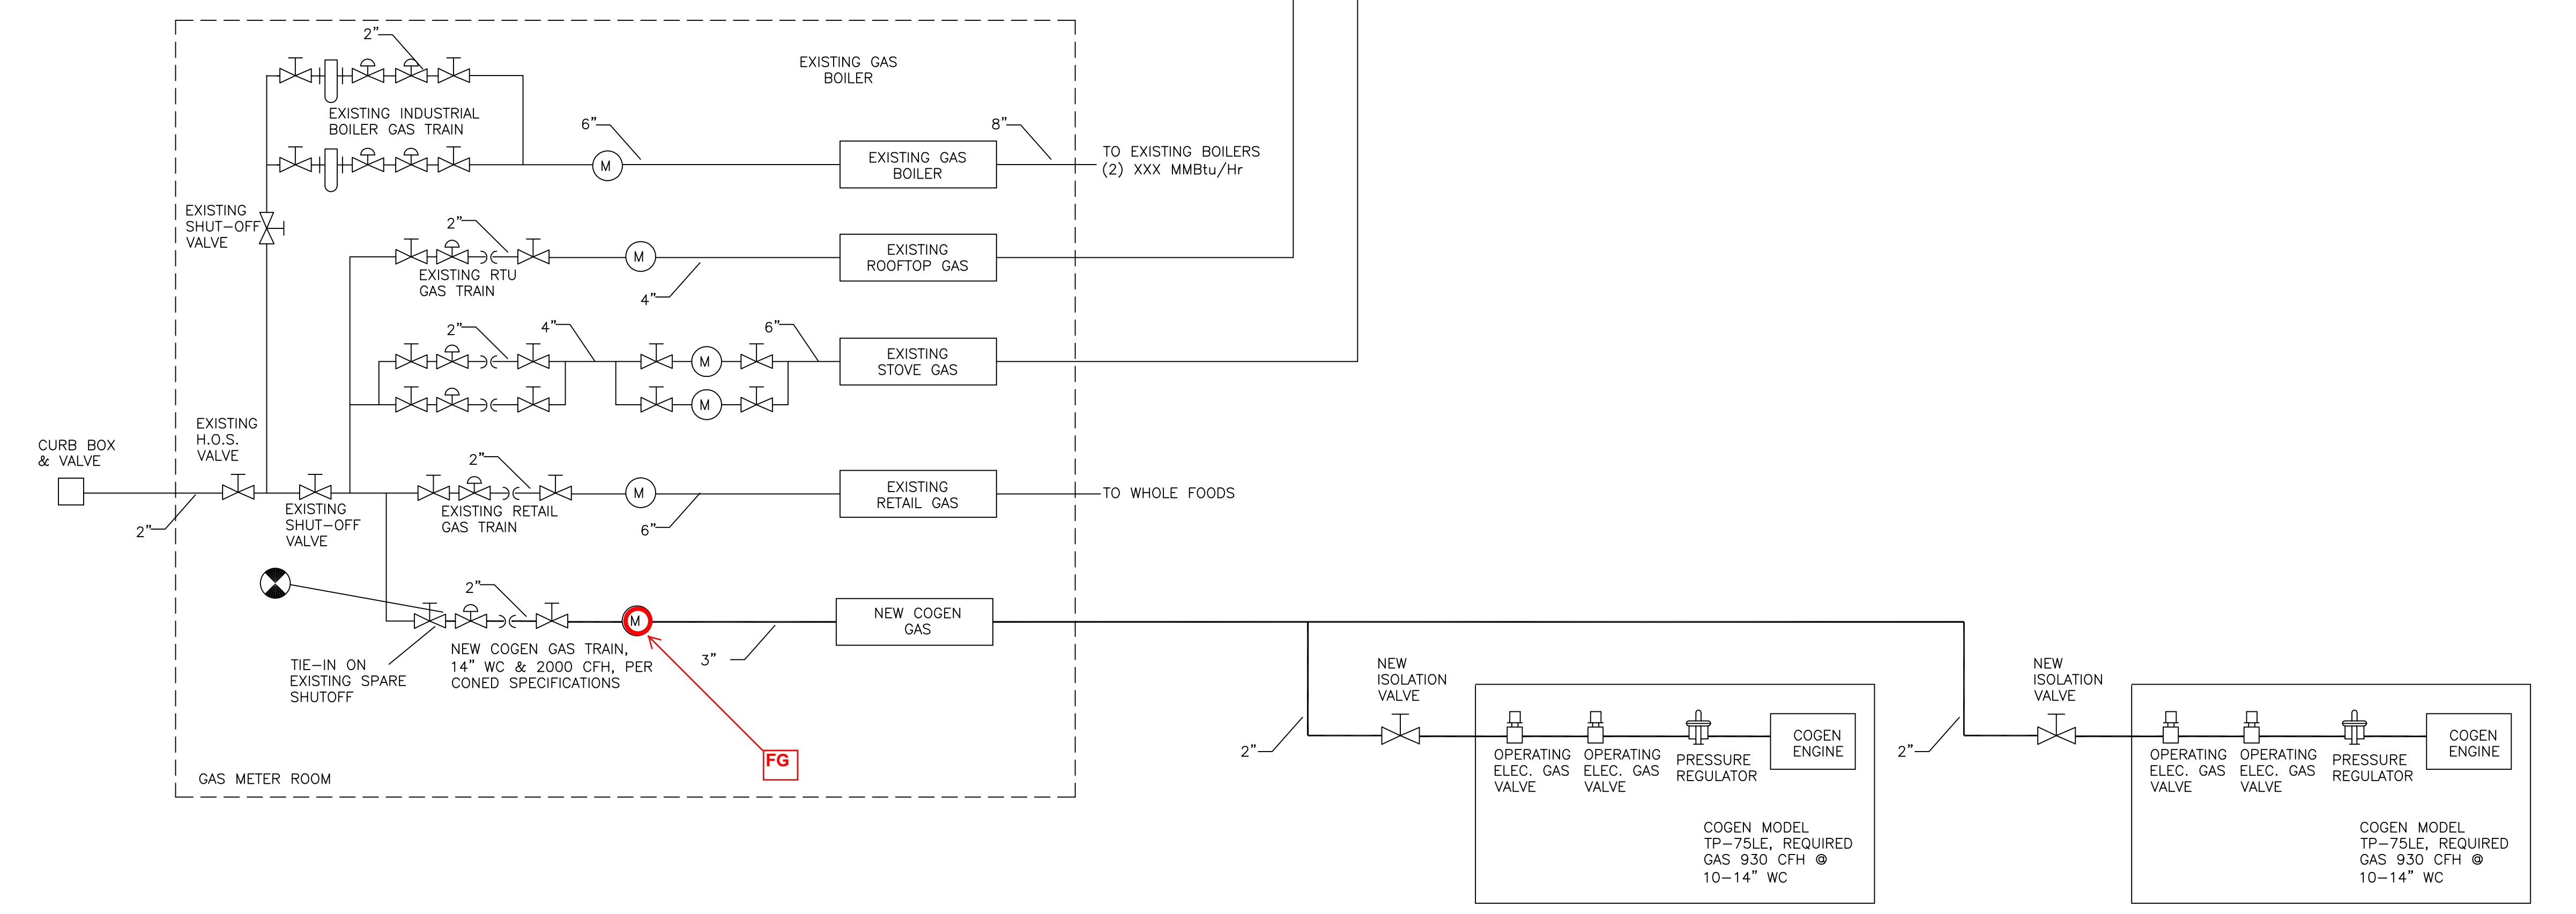 2"
EXISTING GAS
BOILER
EXISTING INDUSTRIAL
BOILER GAS TRAIN
6"
8"
M
EXISTING GAS
BOILER
TO EXISTING BOILERS
(2) XXX MMBtu/Hr
EXISTING
SHUT-OFF
VALVE
2"
M
EXISTING
ROOFTOP GAS
EXISTING RTU
GAS TRAIN
4"
2"
4"
6"
M
EXISTING
STOVE GAS
M
EXISTING
H.O.S.
VALVE
CURB BOX
& VALVE
2"
2"
M
EXISTING
RETAIL GAS
TO WHOLE FOODS
EXISTING
SHUT-OFF
VALVE
EXISTING RETAIL
GAS TRAIN
6"
2"
M
NEW COGEN
GAS
TIE-IN ON
EXISTING SPARE
SHUTOFF
NEW COGEN GAS TRAIN,
14" WC & 2000 CFH, PER
CONED SPECIFICATIONS
3"
FG
GAS METER ROOM
NEW
ISOLATION
VALVE
2"
OPERATING
ELEC. GAS
VALVE
OPERATING
ELEC. GAS
VALVE
PRESSURE
REGULATOR
COGEN
ENGINE
COGEN MODEL
TP-75LE, REQUIRED
GAS 930 CFH @
10-14" WC
NEW
ISOLATION
VALVE
2"
OPERATING
ELEC. GAS
VALVE
OPERATING
ELEC. GAS
VALVE
PRESSURE
REGULATOR
COGEN
ENGINE
COGEN MODEL
TP-75LE, REQUIRED
GAS 930 CFH @
10-14" WC